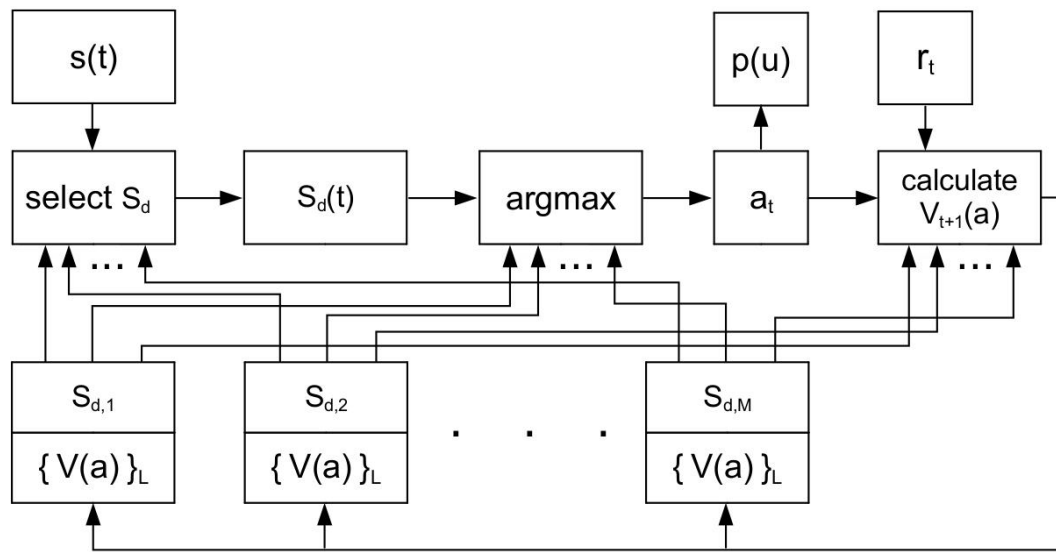 s(t)
p(u)
r_t
select S_d
S_d(t)
argmax
a_t
calculate
V_{t+1}(a)
...
...
...
S_{d,1}
S_{d,2}
. . .
S_{d,M}
{ V(a) }_L
{ V(a) }_L
{ V(a) }_L